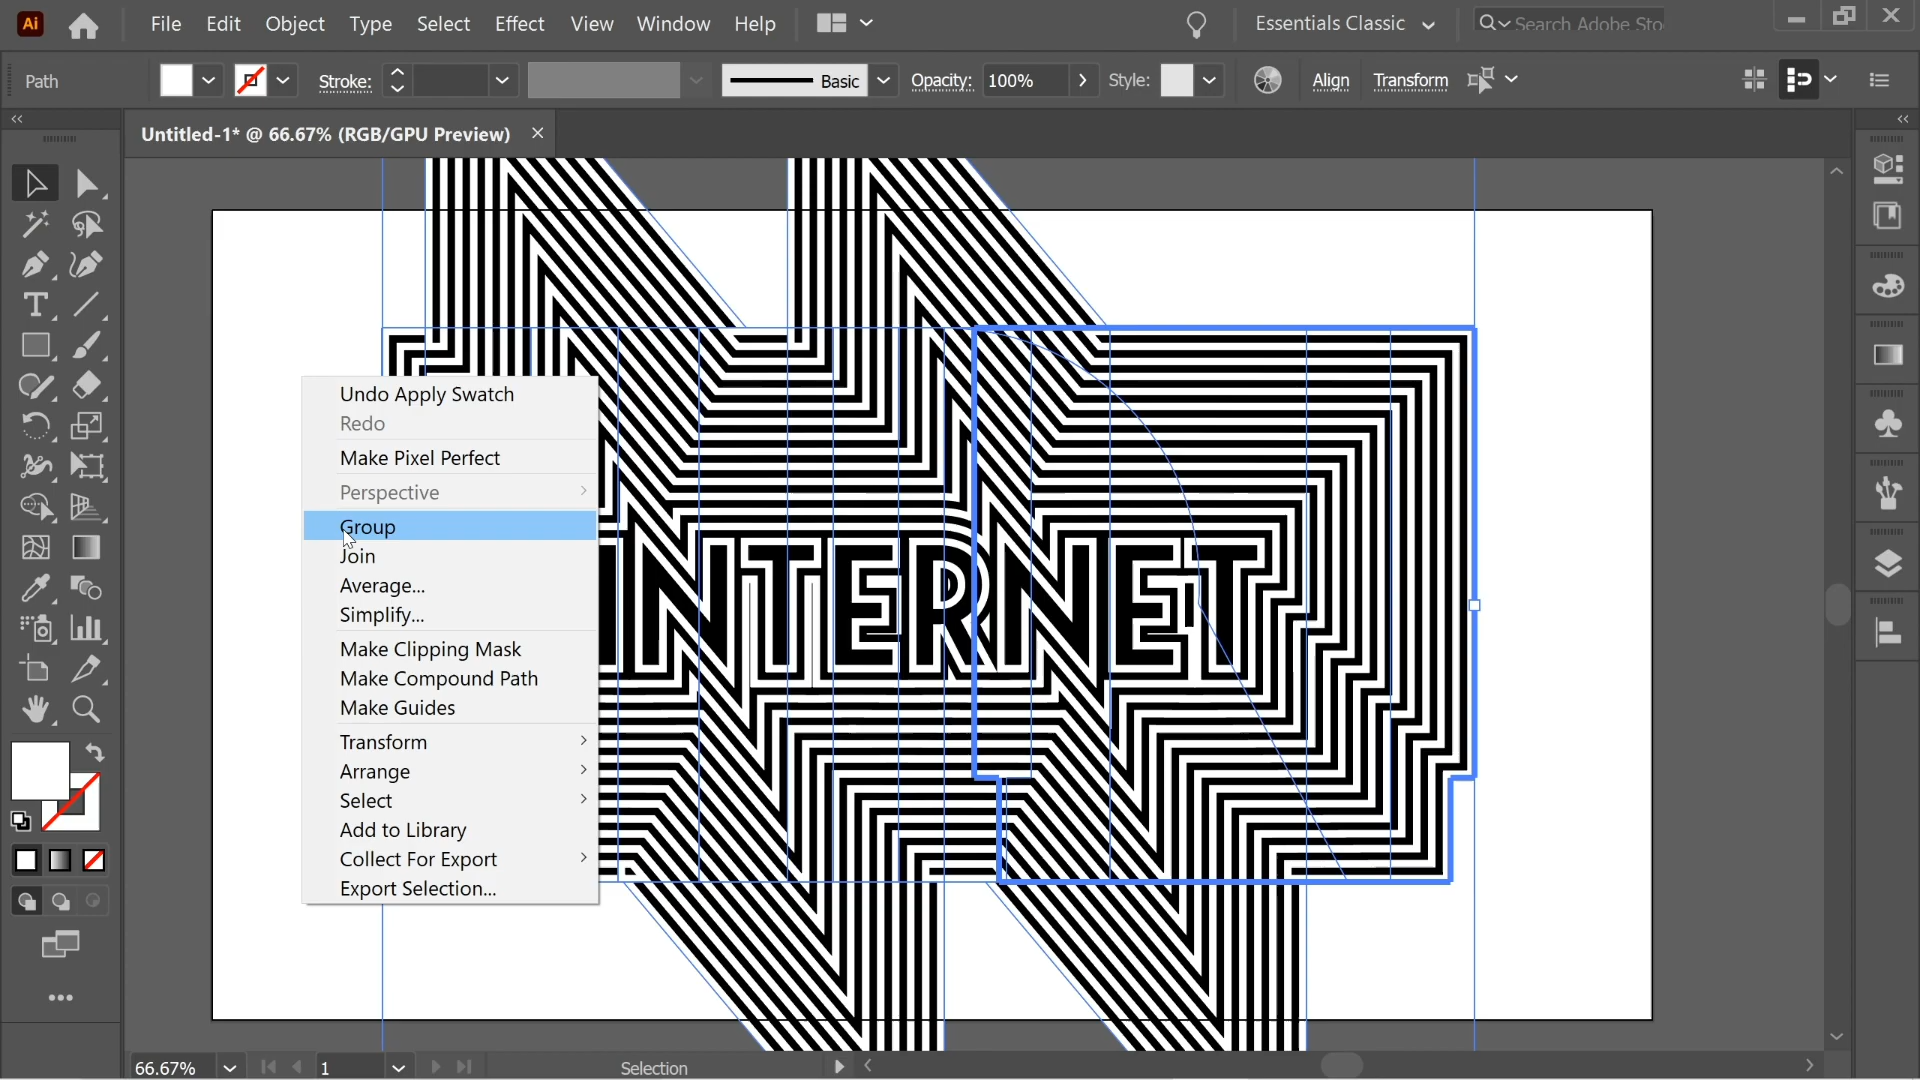 Ai File Edit Object Type Select Effect View Window Help Essentials Classic Search Adobe Sto
Path Stroke: Basic Opacity: 100% Style: Align Transform
Untitled-1* @ 66.67% (RGB/GPU Preview)
INTERNET
Undo Apply Swatch
Redo
Make Pixel Perfect
Perspective
Group
Join
Average...
Simplify...
Make Clipping Mask
Make Compound Path
Make Guides
Transform
Arrange
Select
Add to Library
Collect For Export
Export Selection...
66.67% 1 Selection